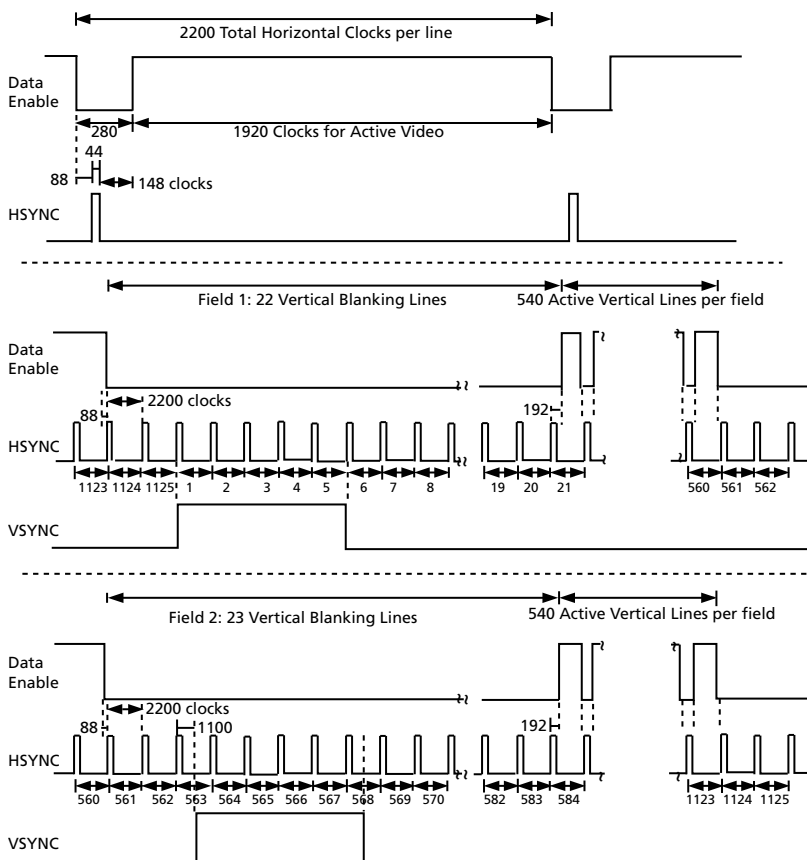 2200 Total Horizontal Clocks per line
Data
Enable
280
1920 Clocks for Active Video
44
88
148 clocks
HSYNC
Field 1: 22 Vertical Blanking Lines
540 Active Vertical Lines per field
Data
Enable
2200 clocks
88
192
HSYNC
1123 1124 1125 1 2 3 4 5 6 7 8 19 20 21 560 561 562
VSYNC
Field 2: 23 Vertical Blanking Lines
540 Active Vertical Lines per field
Data
Enable
2200 clocks
88
1100
192
HSYNC
560 561 562 563 564 565 566 567 568 569 570 582 583 584 1123 1124 1125
VSYNC